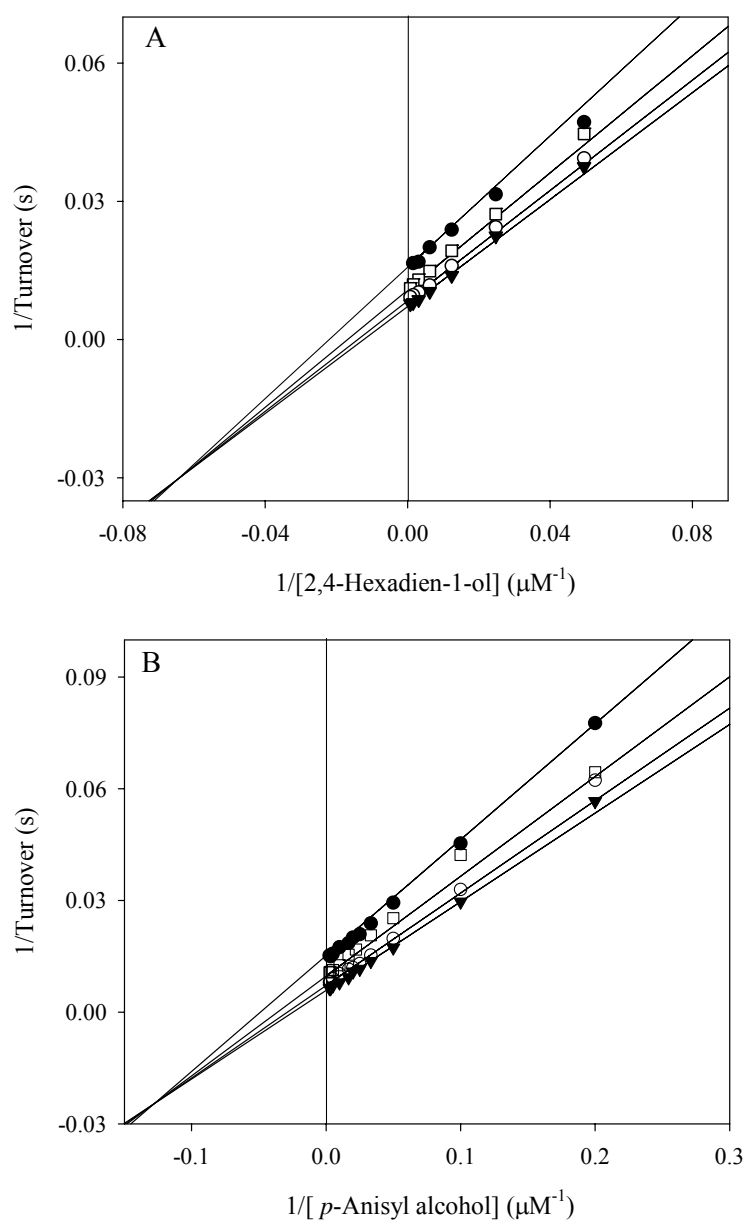 A
0.06
0.03
0.00
-0.03
1/Turnover (s)
-0.08 -0.04 0.00 0.04 0.08
1/[2,4-Hexadien-1-ol] (μM⁻¹)
B
0.09
0.06
0.03
0.00
-0.03
1/Turnover (s)
-0.1 0.0 0.1 0.2 0.3
1/[ p-Anisyl alcohol] (μM⁻¹)